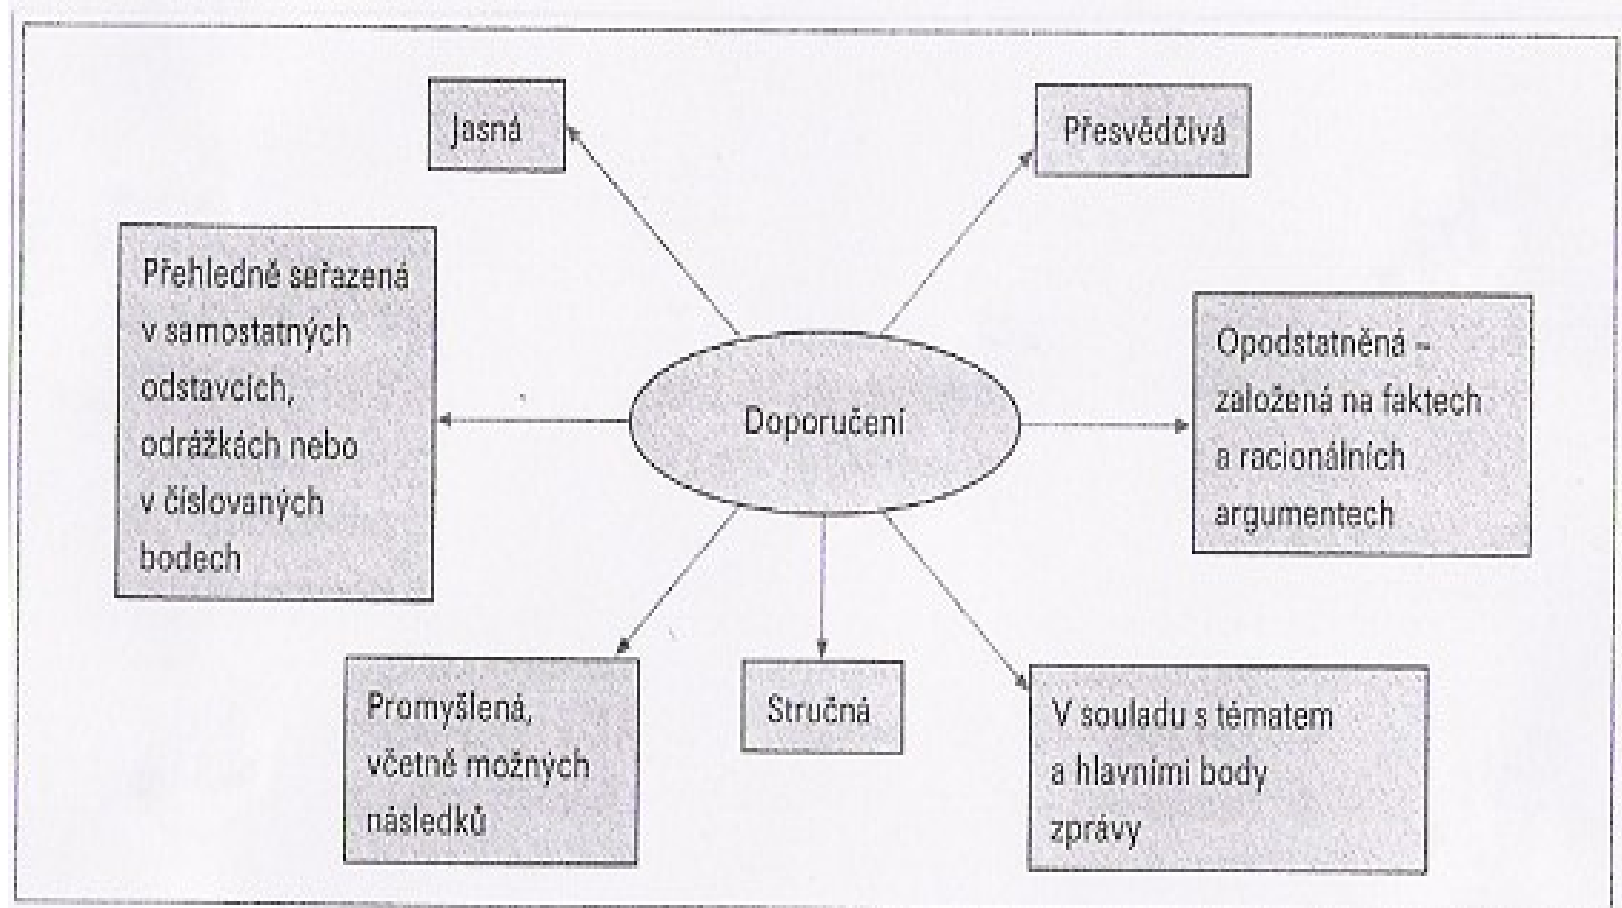 Jasná
Přesvědčivá
Přehledně seřazená
v samostatných
odstavcích,
odrážkách nebo
v číslovaných
bodech
Doporučení
Opodstatněná –
založená na faktech
a racionálních
argumentech
Promyšlená,
včetně možných
následků
Stručná
V souladu s tématem
a hlavními body
zprávy